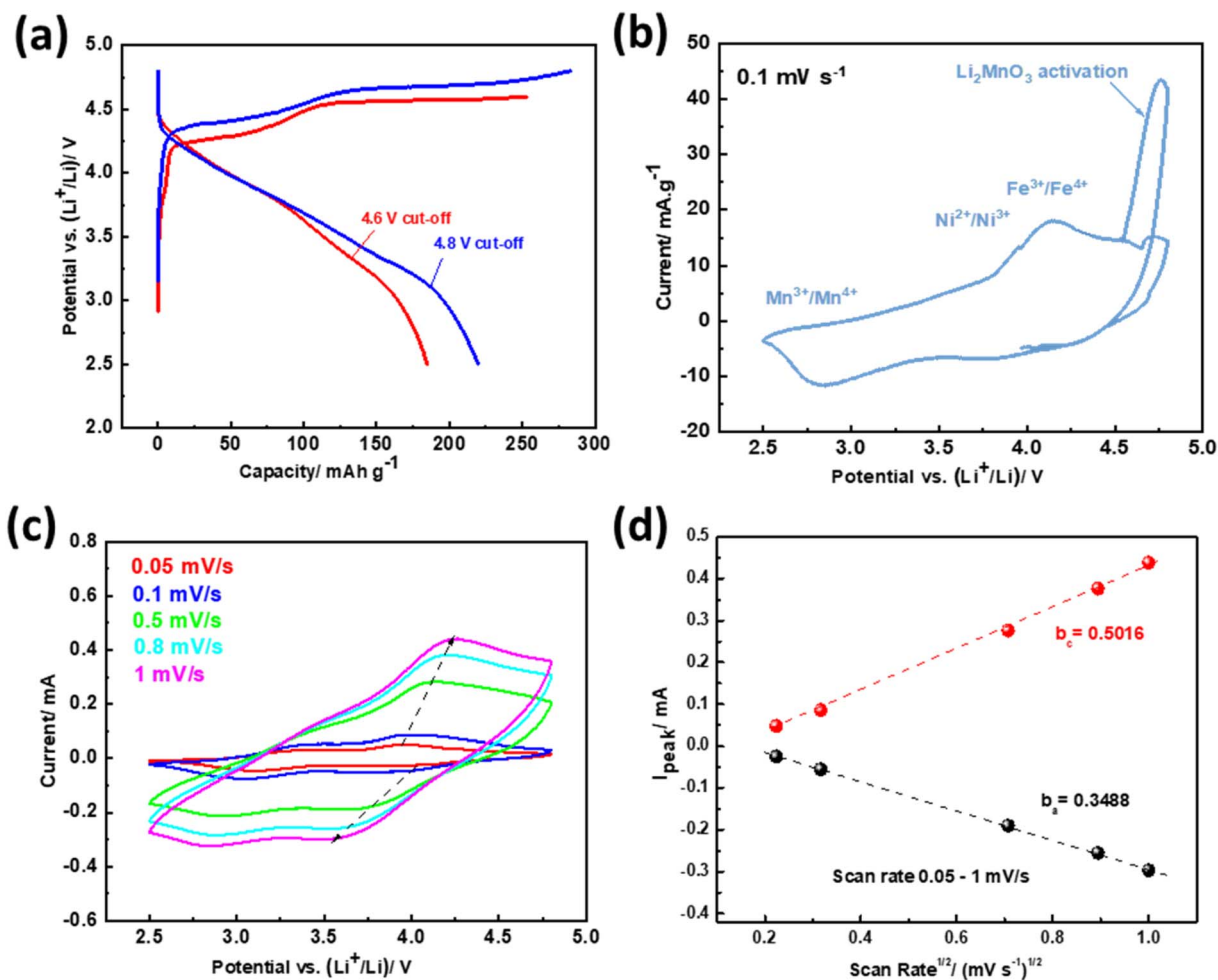 (a)
5.0
4.5
4.0
3.5
3.0
2.5
2.0
Potential vs. (Li⁺/Li)/ V
4.6 V cut-off
4.8 V cut-off
0
50
100
150
200
250
300
Capacity/ mAh g⁻¹
(b)
50
40
30
20
10
0
-10
-20
Current/ mA.g⁻¹
0.1 mV s⁻¹
Li₂MnO₃ activation
Fe³⁺/Fe⁴⁺
Ni²⁺/Ni³⁺
Mn³⁺/Mn⁴⁺
2.5
3.0
3.5
4.0
4.5
5.0
Potential vs. (Li⁺/Li)/ V
(c)
0.8
0.6
0.4
0.2
0.0
-0.2
-0.4
-0.6
Current/ mA
0.05 mV/s
0.1 mV/s
0.5 mV/s
0.8 mV/s
1 mV/s
2.5
3.0
3.5
4.0
4.5
5.0
Potential vs. (Li⁺/Li)/ V
(d)
0.5
0.4
0.3
0.2
0.1
0.0
-0.1
-0.2
-0.3
-0.4
I_peak/ mA
b_c= 0.5016
b_a= 0.3488
Scan rate 0.05 - 1 mV/s
0.2
0.4
0.6
0.8
1.0
Scan Rate^1/2/ (mV s⁻¹)^1/2